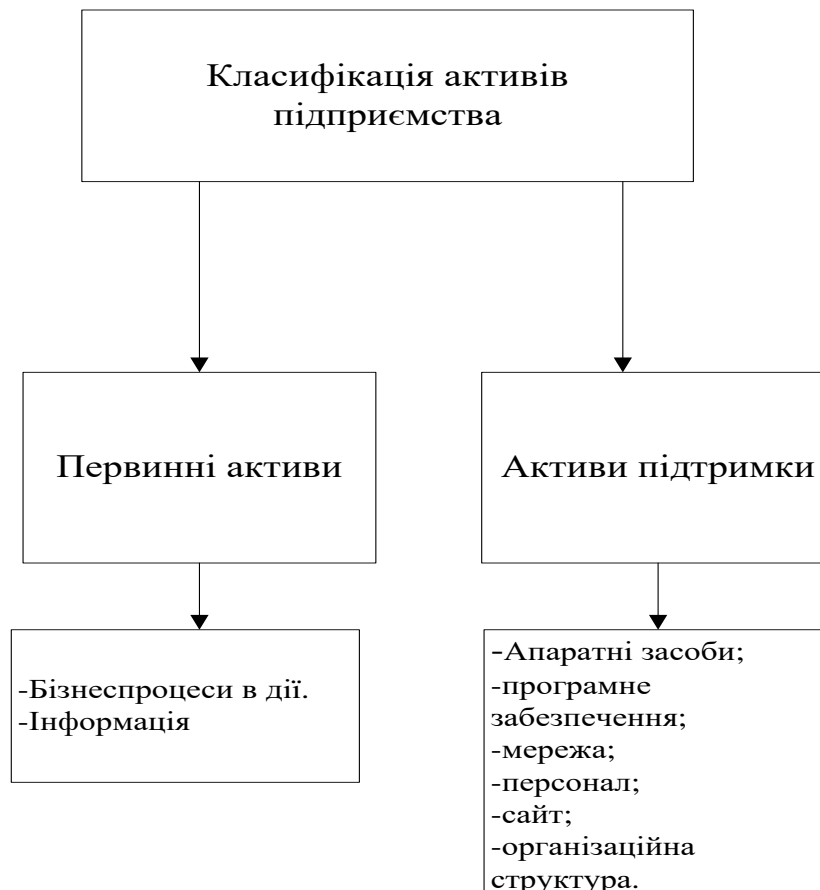 Класифікація активів
підприємства
Первинні активи
Активи підтримки
-Бізнеспроцеси в дії.
-Інформація
-Апаратні засоби;
-програмне
забезпечення;
-мережа;
-персонал;
-сайт;
-організаційна
структура.